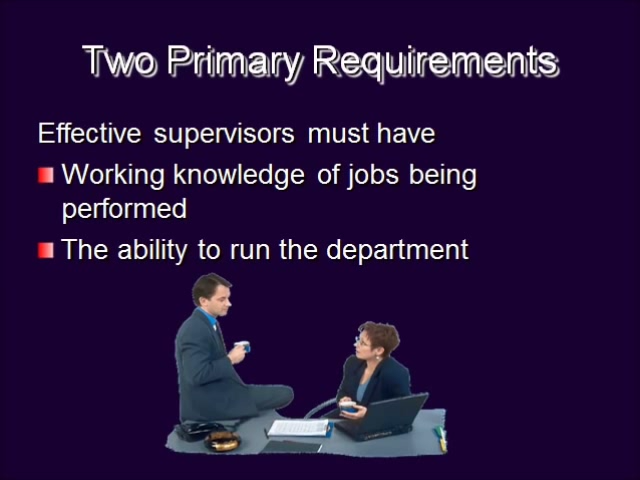 Two Primary Requirements
Effective supervisors must have
Working knowledge of jobs being
performed
The ability to run the department